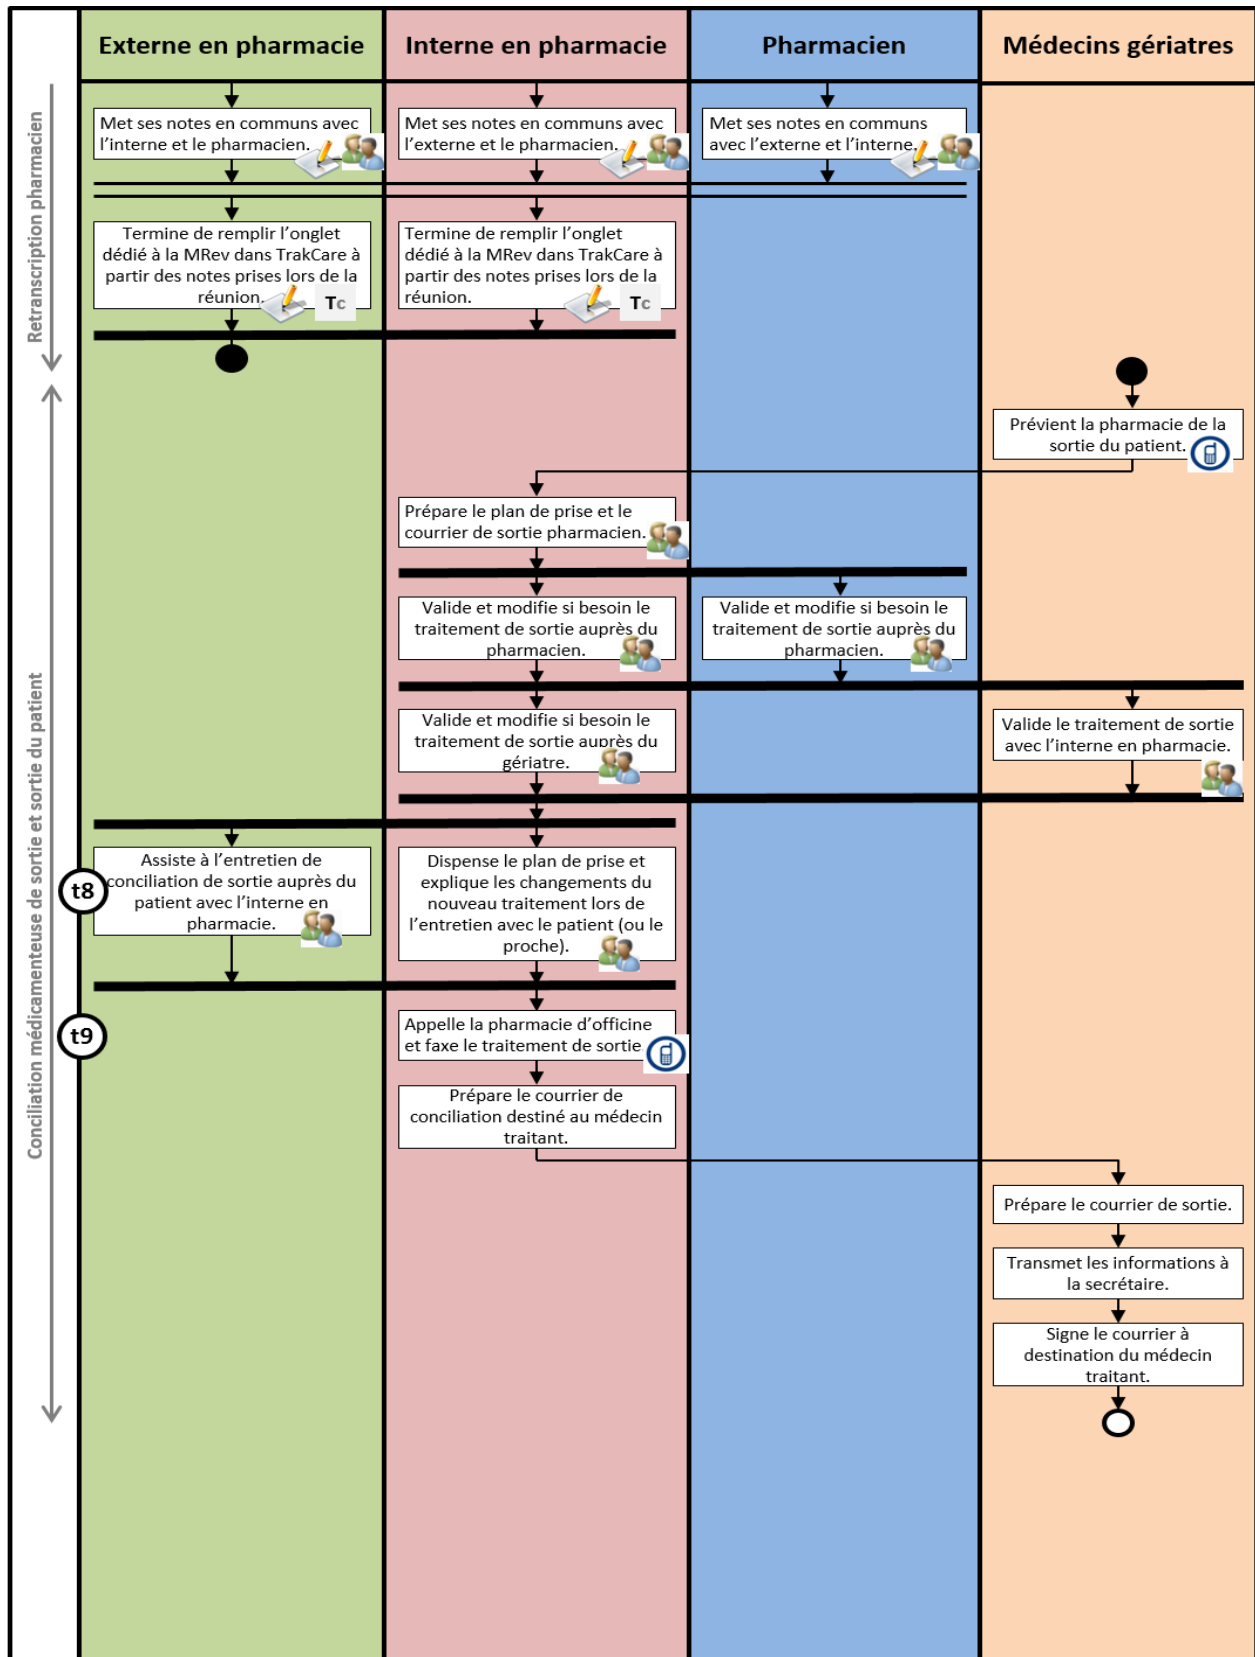 Externe en pharmacie
Interne en pharmacie
Pharmacien
Médecins gériatres
Retranscription pharmacien
Met ses notes en communs avec
l'interne et le pharmacien.
Met ses notes en communs avec
l'externe et le pharmacien.
Met ses notes en communs
avec l'externe et l'interne.
Termine de remplir l'onglet
dédié à la MRev dans TrakCare à
partir des notes prises lors de la
réunion.
Tc
Termine de remplir l'onglet
dédié à la MRev dans TrakCare à
partir des notes prises lors de la
réunion.
Tc
Conciliation médicamenteuse de sortie et sortie du patient
Prévient la pharmacie de la
sortie du patient.
Prépare le plan de prise et le
courrier de sortie pharmacien.
Valide et modifie si besoin le
traitement de sortie auprès du
pharmacien.
Valide et modifie si besoin le
traitement de sortie auprès du
pharmacien.
Valide et modifie si besoin le
traitement de sortie auprès du
gériatre.
Valide le traitement de sortie
avec l'interne en pharmacie.
t8
Assiste à l'entretien de
conciliation de sortie auprès du
patient avec l'interne en
pharmacie.
Dispense le plan de prise et
explique les changements du
nouveau traitement lors de
l'entretien avec le patient (ou le
proche).
t9
Appelle la pharmacie d'officine
et faxe le traitement de sortie.
Prépare le courrier de
conciliation destiné au médecin
traitant.
Prépare le courrier de sortie.
Transmet les informations à
la secrétaire.
Signe le courrier à
destination du médecin
traitant.